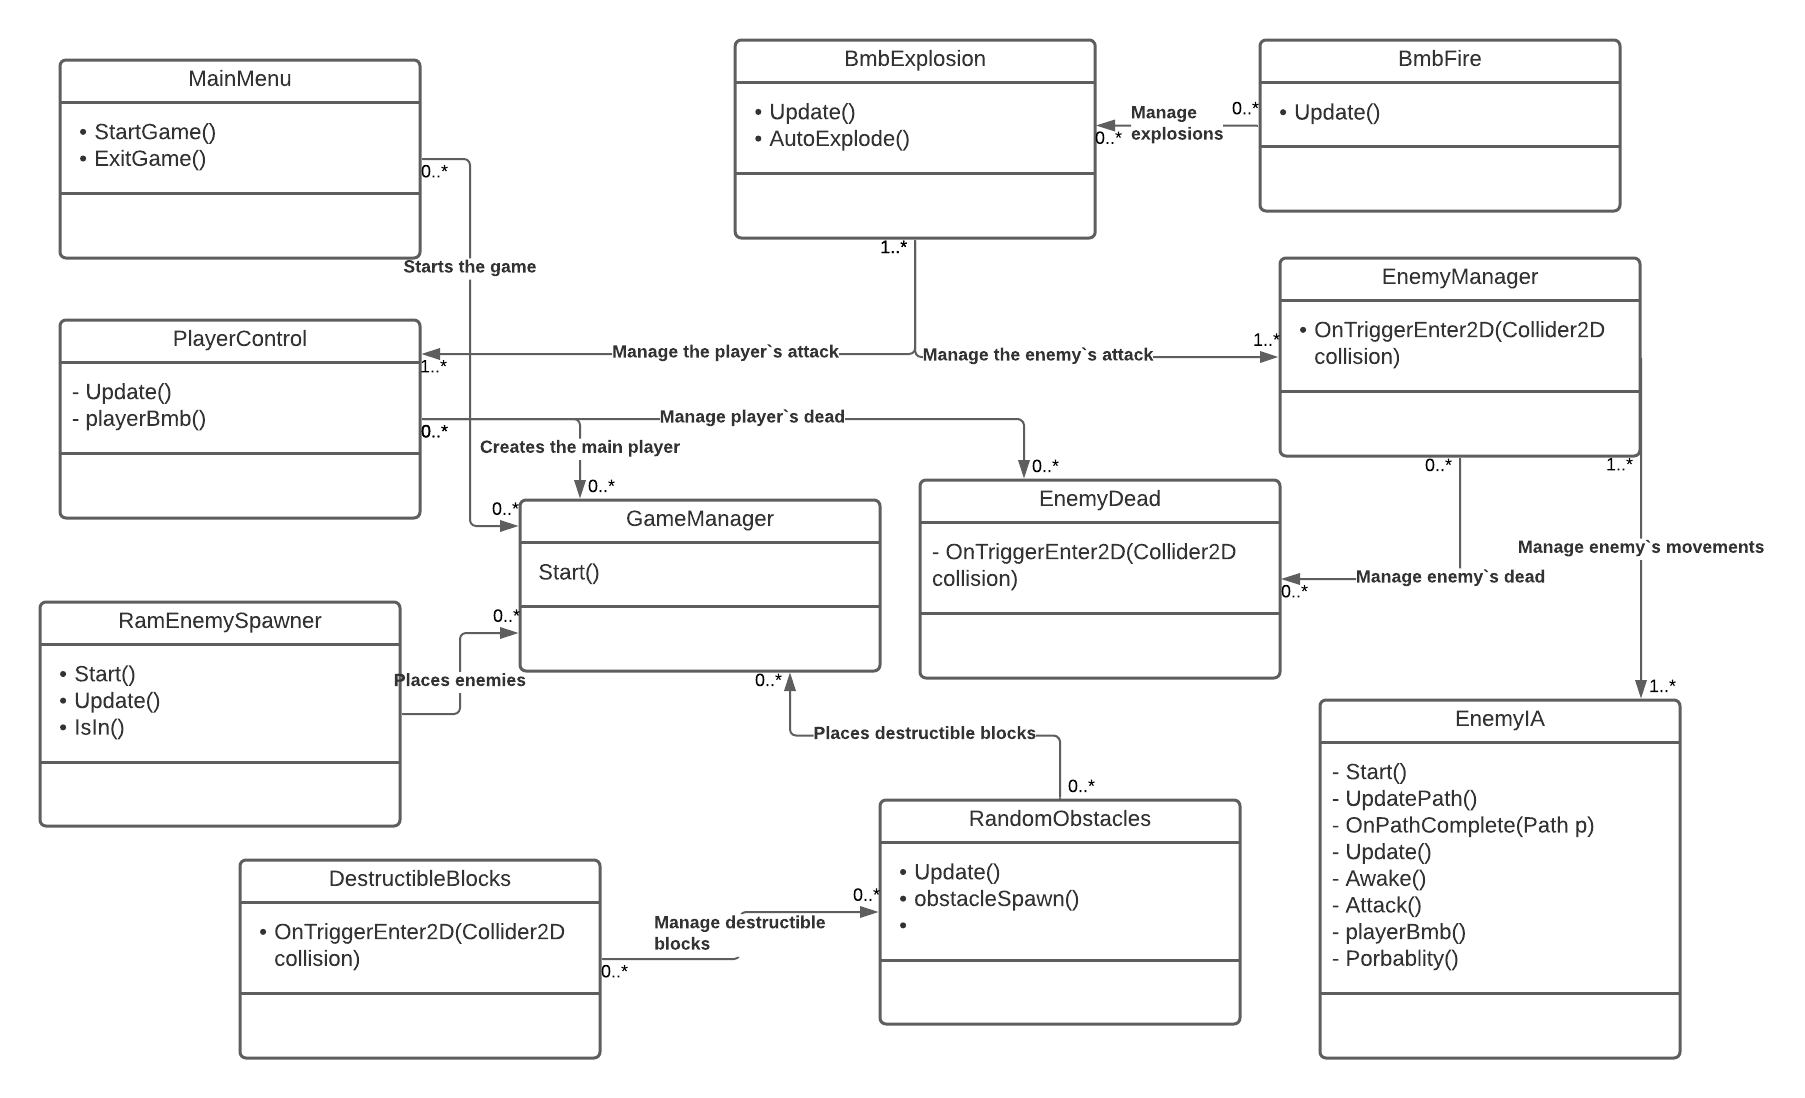 MainMenu
• StartGame()
• ExitGame()
0..*
Starts the game
BmbExplosion
• Update()
• AutoExplode()
1..*
0..*
Manage
explosions
0..*
BmbFire
• Update()
EnemyManager
• OnTriggerEnter2D(Collider2D
collision)
1..*
0..*
1..*
PlayerControl
- Update()
- playerBmb()
1..*
0..*
Manage the player`s attack
Manage the enemy`s attack
Manage player`s dead
Creates the main player
0..*
0..*
0..*
GameManager
Start()
0..*
0..*
EnemyDead
- OnTriggerEnter2D(Collider2D
collision)
0..*
Manage enemy`s dead
Manage enemy`s movements
1..*
RamEnemySpawner
• Start()
• Update()
• IsIn()
Places enemies
Places destructible blocks
0..*
EnemyIA
- Start()
- UpdatePath()
- OnPathComplete(Path p)
- Update()
- Awake()
- Attack()
- playerBmb()
- Porbablity()
RandomObstacles
• Update()
• obstacleSpawn()
•
0..*
DestructibleBlocks
• OnTriggerEnter2D(Collider2D
collision)
0..*
Manage destructible
blocks